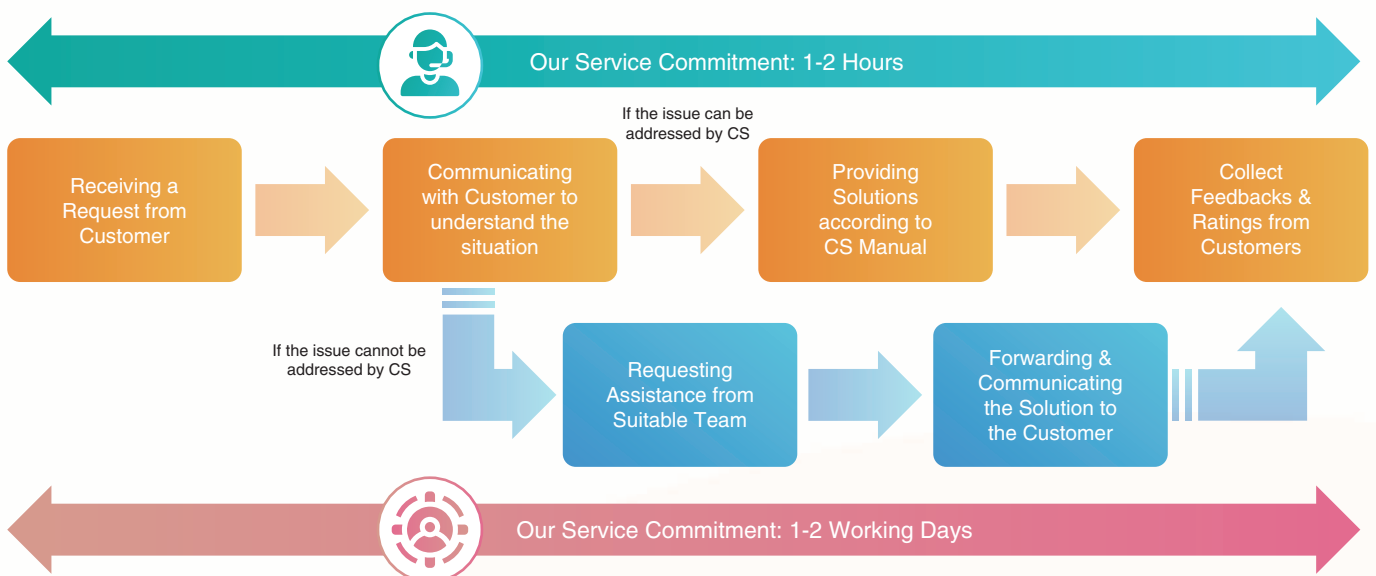 Our Service Commitment: 1-2 Hours
If the issue can be
addressed by CS
Receiving a
Request from
Customer
Communicating
with Customer to
understand the
situation
Providing
Solutions
according to
CS Manual
Collect
Feedbacks &
Ratings from
Customers
If the issue cannot be
addressed by CS
Requesting
Assistance from
Suitable Team
Forwarding &
Communicating
the Solution to
the Customer
Our Service Commitment: 1-2 Working Days